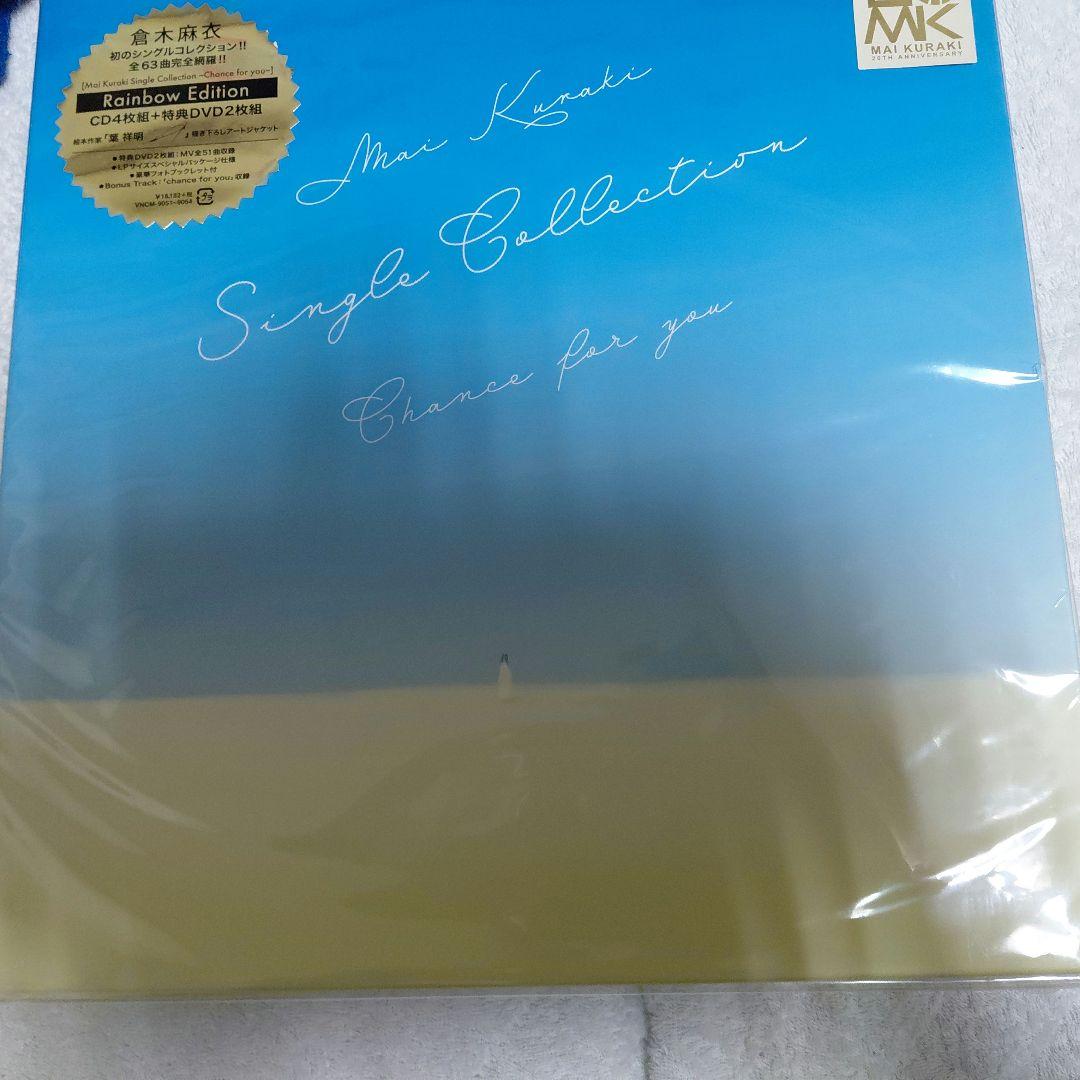 倉木麻衣
初のシングルコレクション!!
全63曲完全網羅!!
[Mai Kuraki Single Collection ~Chance for you~]
Rainbow Edition
CD4枚組+特典DVD2枚組
絵本作家「葉 祥明 」描き下ろしアートジャケット
★特典DVD2枚組:MV全51曲収録
★LPサイズスペシャルパッケージ仕様
★豪華フォトブックレット付
★Bonus Track:「chance for you」収録
¥18,182+税
VNCM-9051~9054
MK
MAI KURAKI
20TH ANNIVERSARY
Mai Kuraki
Single Collection
Chance for you